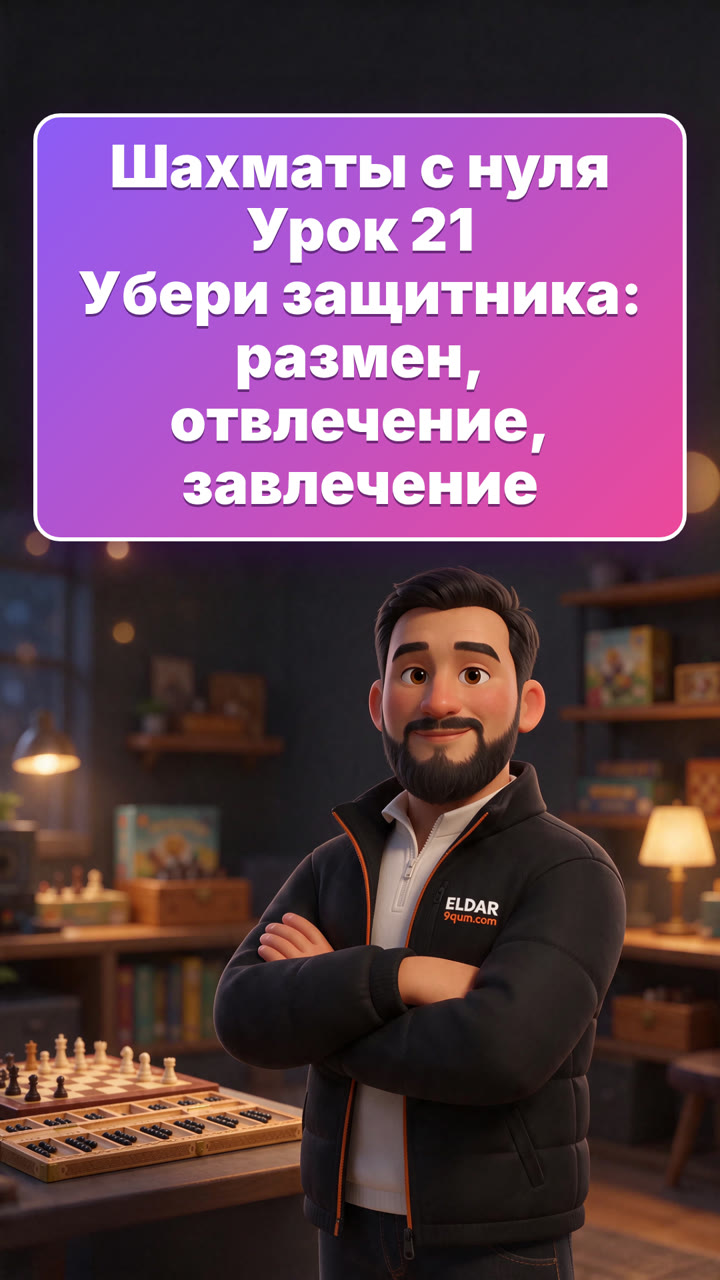 Шахматы с нуля
Урок 21
Убери защитника:
размен,
отвлечение,
завлечение
ELDAR
9qum.com